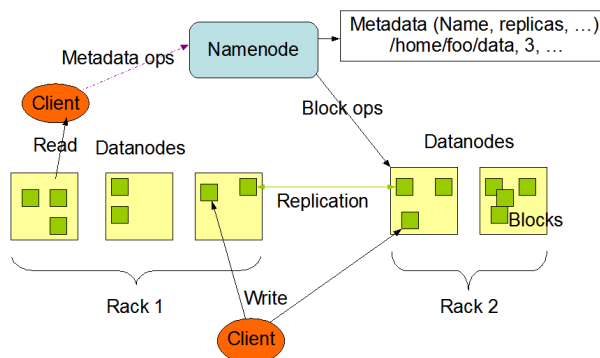 Metadata (Name, replicas, …)
/home/foo/data, 3, …
Namenode
Metadata ops
Client
Block ops
Read
Datanodes
Datanodes
Replication
Blocks
Rack 1
Write
Rack 2
Client